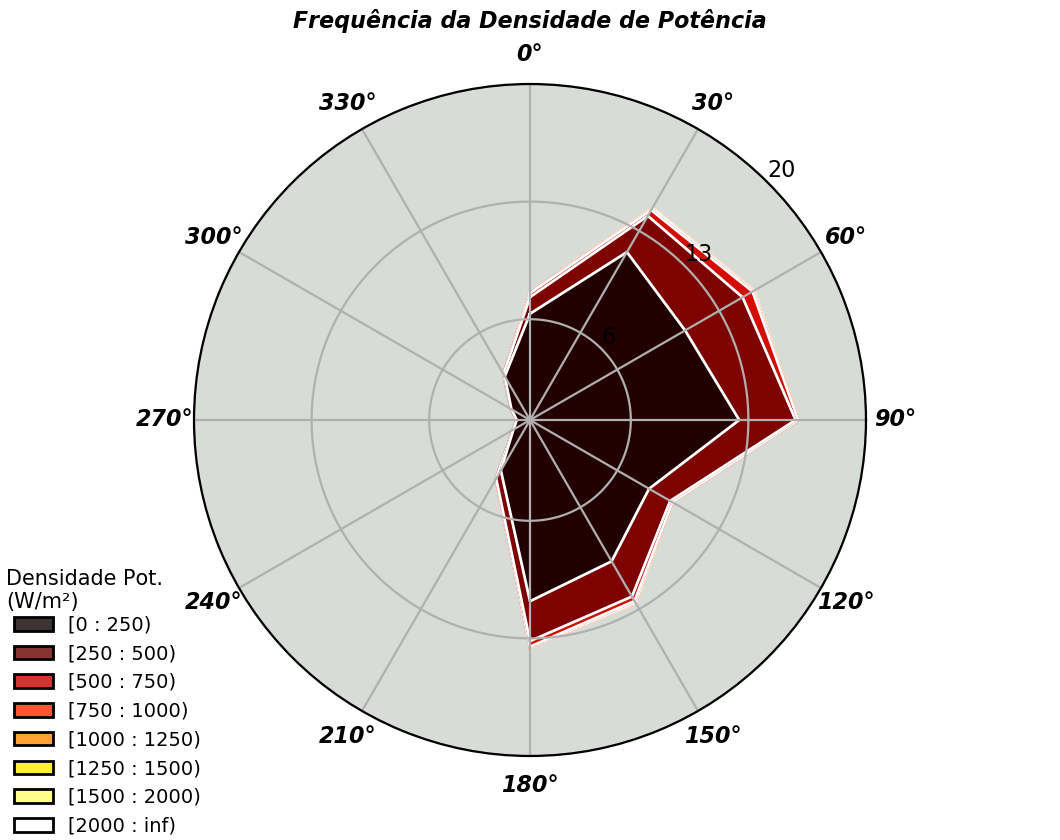 Frequência da Densidade de Potência
0°
330°
30°
20
300°
60°
13
6
270°
90°
240°
120°
210°
150°
180°
Densidade Pot.
(W/m²)
[0 : 250)
[250 : 500)
[500 : 750)
[750 : 1000)
[1000 : 1250)
[1250 : 1500)
[1500 : 2000)
[2000 : inf)